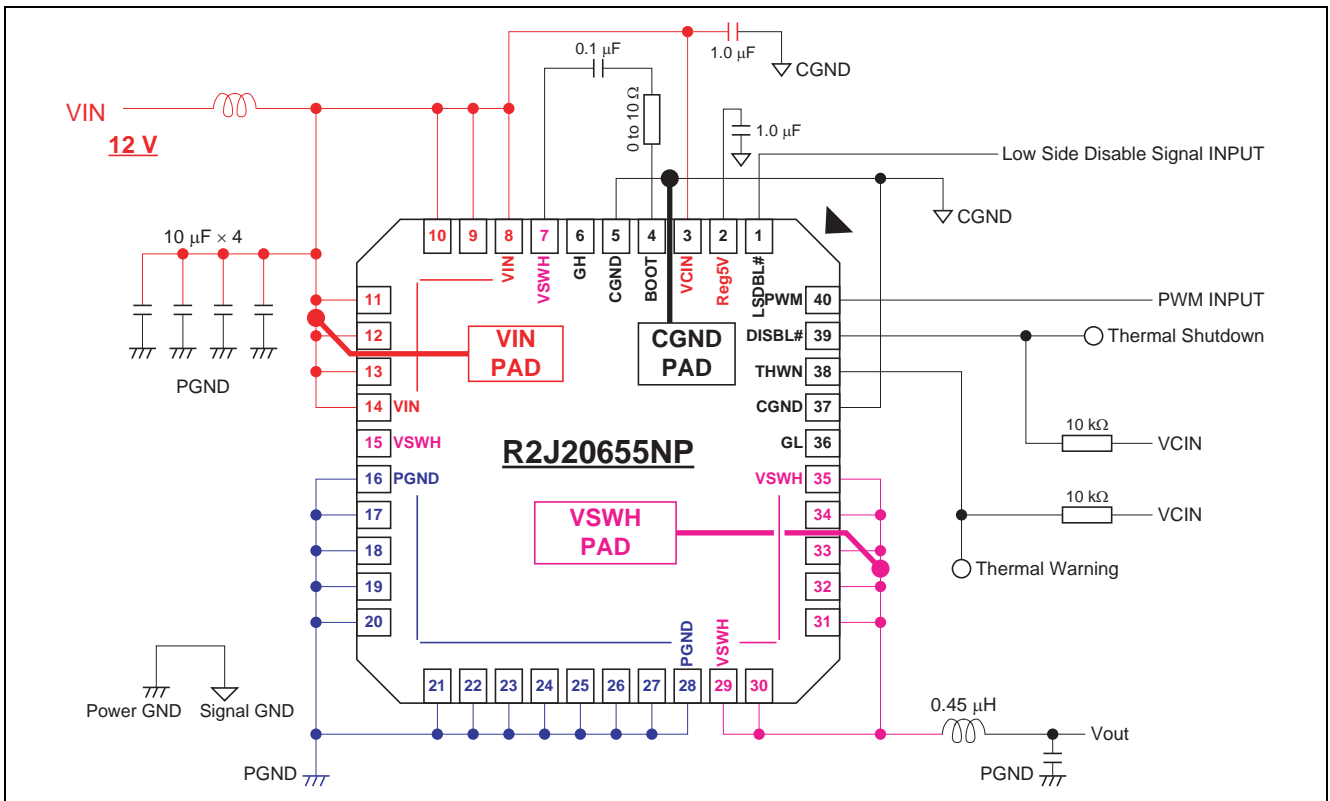 0.1 μF
1.0 μF
CGND
VIN
12 V
0 to 10 Ω
1.0 μF
Low Side Disable Signal INPUT
CGND
10 9 8 7 6 5 4 3 2 1
VIN VSWH GH CGND BOOT VCIN Reg5V LSDBL#
10 μF × 4
PGND
11
12
13
14 VIN
15 VSWH
16 PGND
17
18
19
20
VIN
PAD
CGND
PAD
R2J20655NP
VSWH
PAD
PWM 40
DISBL# 39
THWN 38
CGND 37
GL 36
VSWH 35
34
33
32
31
PWM INPUT
Thermal Shutdown
10 kΩ
VCIN
10 kΩ
VCIN
Thermal Warning
PGND VSWH
21 22 23 24 25 26 27 28 29 30
Power GND Signal GND
PGND
0.45 μH
Vout
PGND